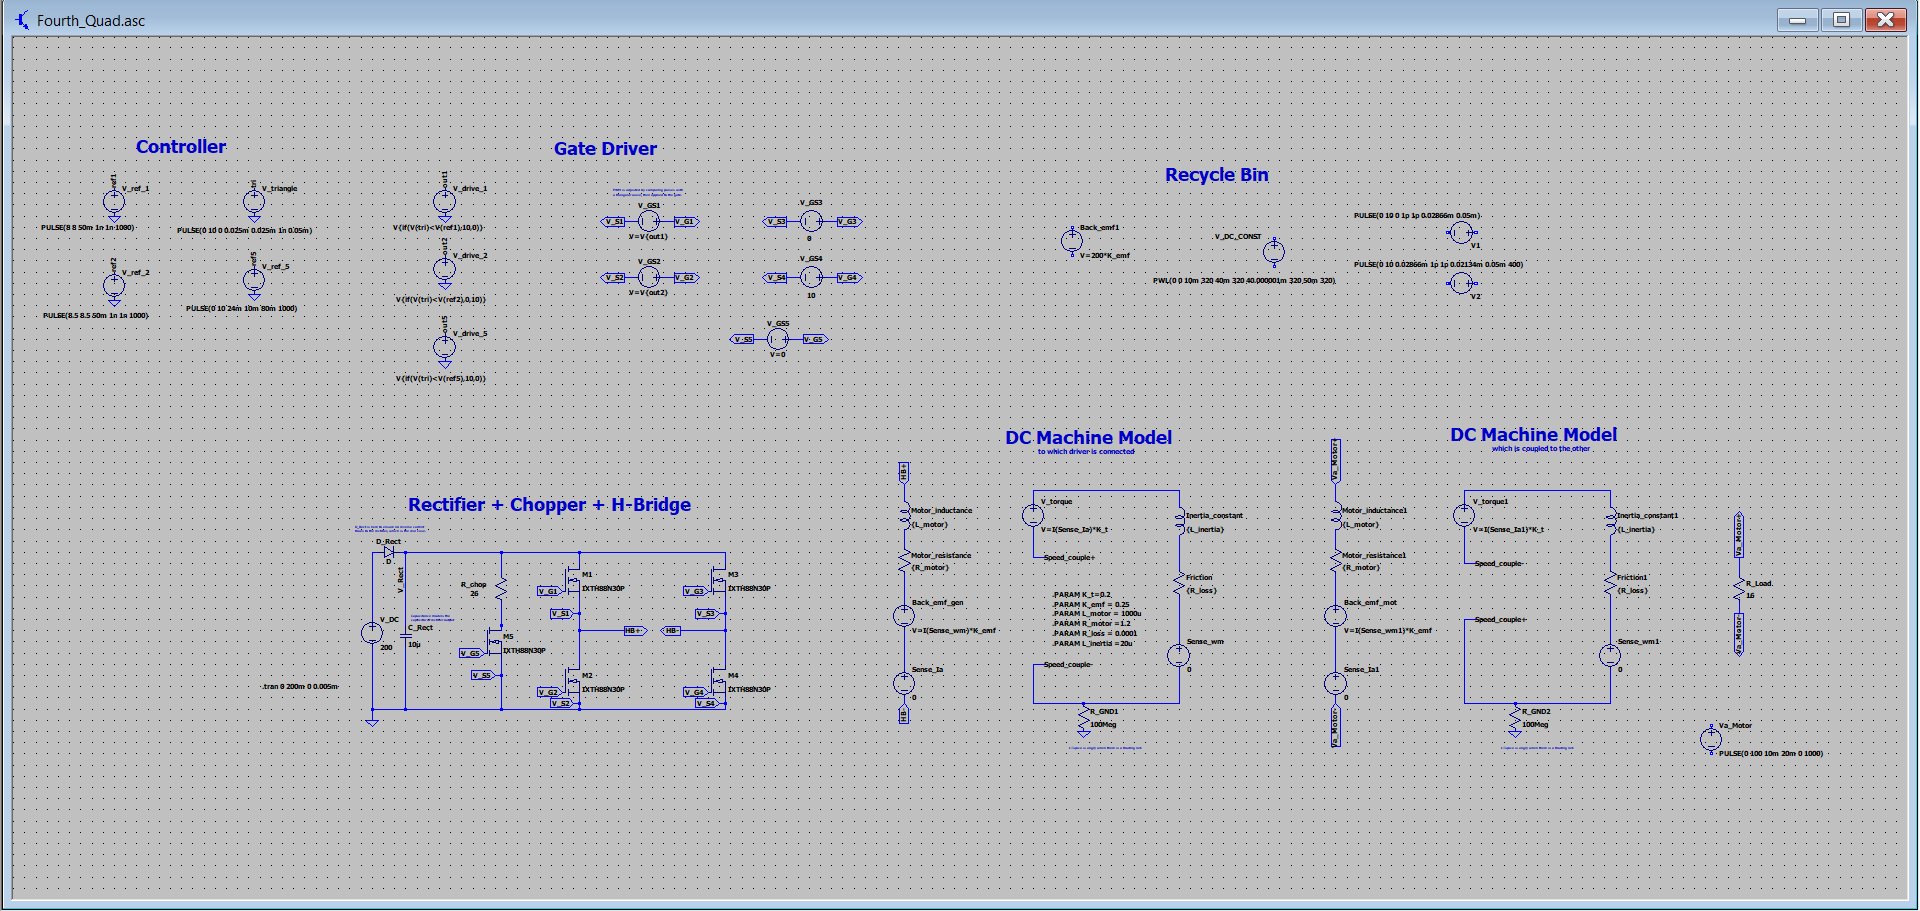 Fourth_Quad.asc
Controller
ref1
V_ref_1
PULSE(8 8 50m 1n 1n 1000)
tri
V_triangle
PULSE(0 10 0 0.025m 0.025m 1n 0.05m)
ref2
V_ref_2
PULSE(8.5 8.5 50m 1n 1n 1000)
ref5
V_ref_5
PULSE(0 10 24m 10m 80m 1000)
Gate Driver
out1
V_drive_1
V{if(V(tri)<V(ref1),10,0)}
out2
V_drive_2
V{if(V(tri)<V(ref2),0,10)}
out5
V_drive_5
V{if(V(tri)<V(ref5),10,0)}
V_GS1
V_S1
V_G1
V=V{out1}
V_GS3
V_S3
V_G3
0
V_GS2
V_S2
V_G2
V=V{out2}
V_GS4
V_S4
V_G4
10
V_GS5
V_S5
V_G5
V=0
Recycle Bin
Back_emf1
V=200*K_emf
V_DC_CONST
PWL(0 0 10m 320 40m 320 40.000001m 320 50m 320)
PULSE(0 10 0 1p 1p 0.02866m 0.05m)
V1
PULSE(0 10 0.02866m 1p 1p 0.02134m 0.05m 400)
V2
Rectifier + Chopper + H-Bridge
D_Rect
D
V_Rect
V_DC
200
C_Rect
10µ
R_chop
26
M5
IXTH88N30P
V_G5
V_S5
M1
IXTH88N30P
V_G1
V_S1
M3
IXTH88N30P
V_G3
V_S3
HB+
HB-
M2
IXTH88N30P
V_G2
V_S2
M4
IXTH88N30P
V_G4
V_S4
.tran 0 200m 0 0.005m
DC Machine Model
to which driver is connected
HB+
Motor_inductance
{L_motor}
Motor_resistance
{R_motor}
Back_emf_gen
V=I(Sense_wm)*K_emf
Sense_Ia
0
HB-
V_torque
V=I(Sense_Ia)*K_t
Speed_couple+
Inertia_constant
{L_inertia}
Friction
{R_loss}
.PARAM K_t=0.2
.PARAM K_emf = 0.25
.PARAM L_motor = 1000u
.PARAM R_motor =1.2
.PARAM R_loss = 0.0001
.PARAM L_inertia = 20u
Speed_couple-
Sense_wm
0
R_GND1
100Meg
DC Machine Model
which is coupled to the other
Va_Motor+
Motor_inductance1
{L_motor}
Motor_resistance1
{R_motor}
Back_emf_mot
V=I(Sense_wm1)*K_emf
Sense_Ia1
0
Va_Motor-
V_torque1
V=I(Sense_Ia1)*K_t
Speed_couple-
Inertia_constant1
{L_inertia}
Friction1
{R_loss}
Speed_couple+
Sense_wm1
0
R_GND2
100Meg
Va_Motor+
R_Load
16
Va_Motor-
Va_Motor
PULSE(0 100 10m 20m 0 1000)